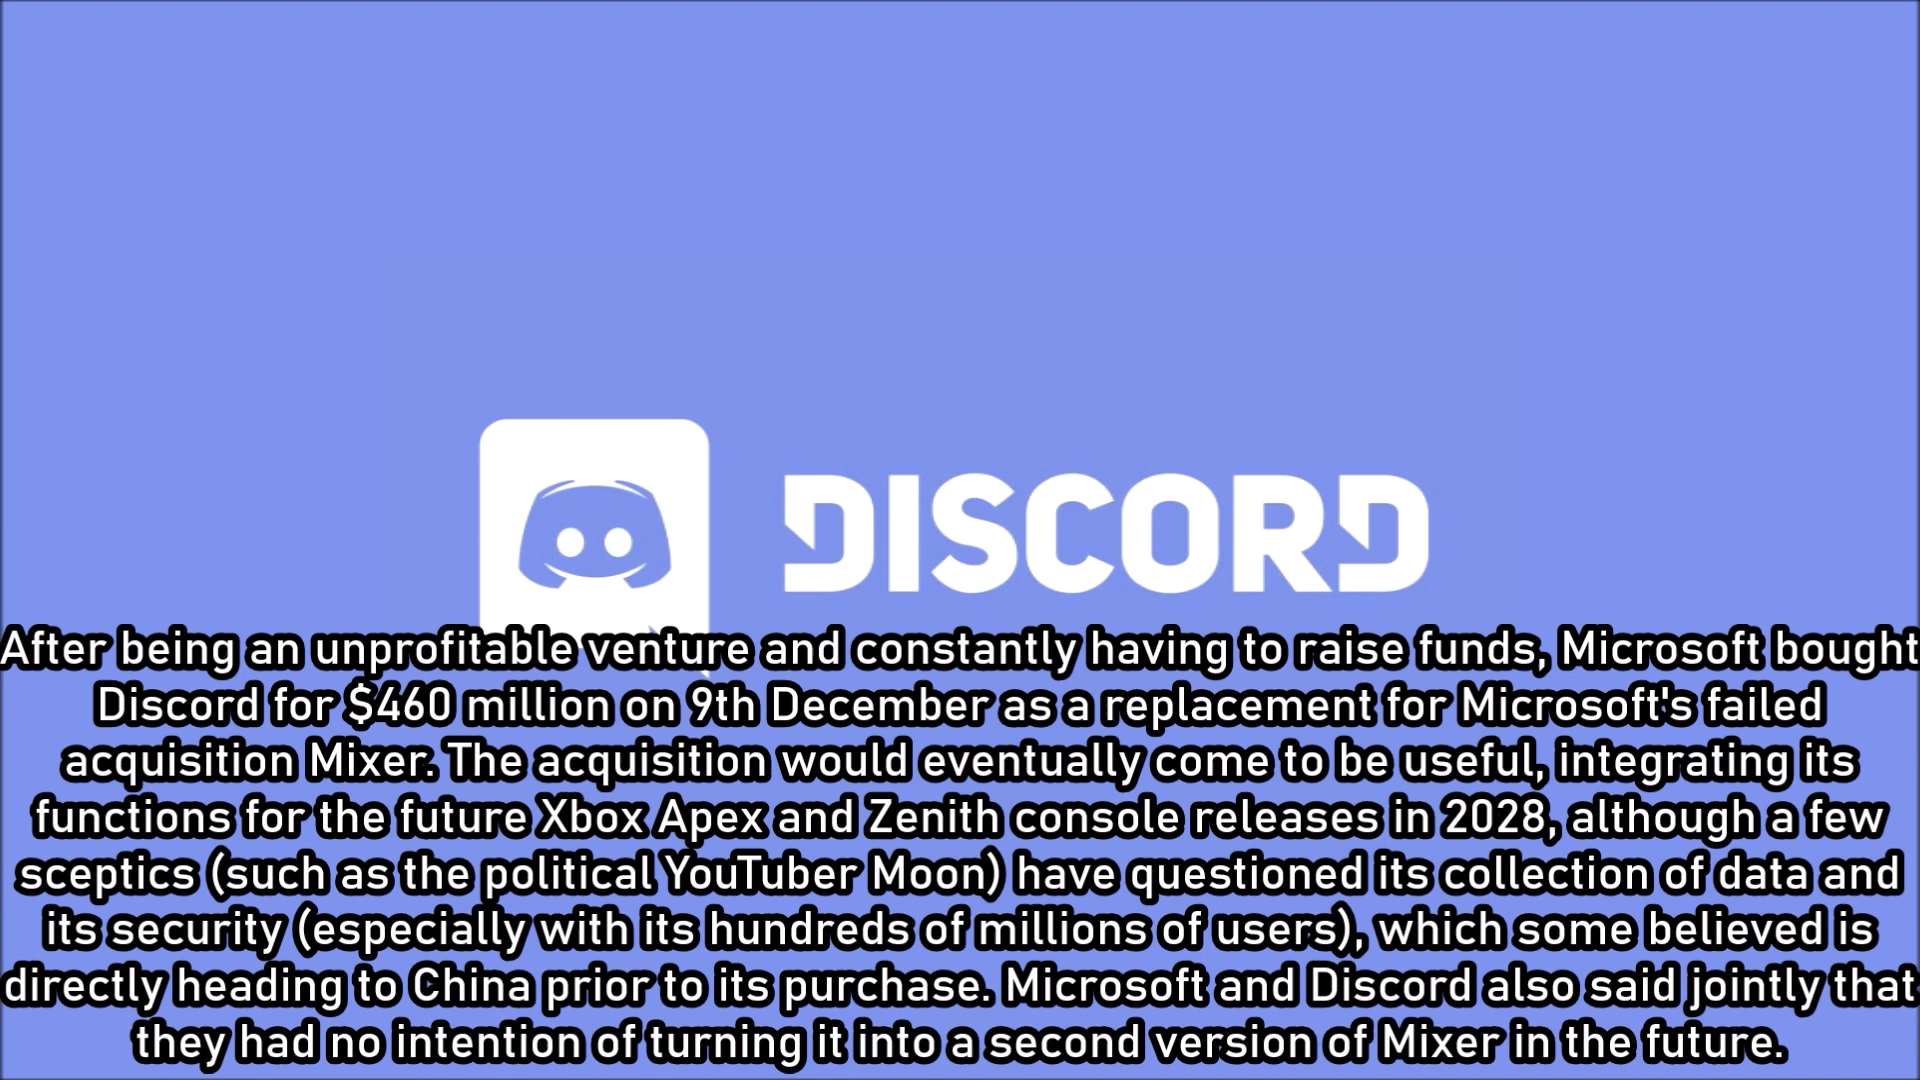 DISCORD
After being an unprofitable venture and constantly having to raise funds, Microsoft bought
Discord for $460 million on 9th December as a replacement for Microsoft's failed
acquisition Mixer. The acquisition would eventually come to be useful, integrating its
functions for the future Xbox Apex and Zenith console releases in 2028, although a few
sceptics (such as the political YouTuber Moon) have questioned its collection of data and
its security (especially with its hundreds of millions of users), which some believed is
directly heading to China prior to its purchase. Microsoft and Discord also said jointly that
they had no intention of turning it into a second version of Mixer in the future.